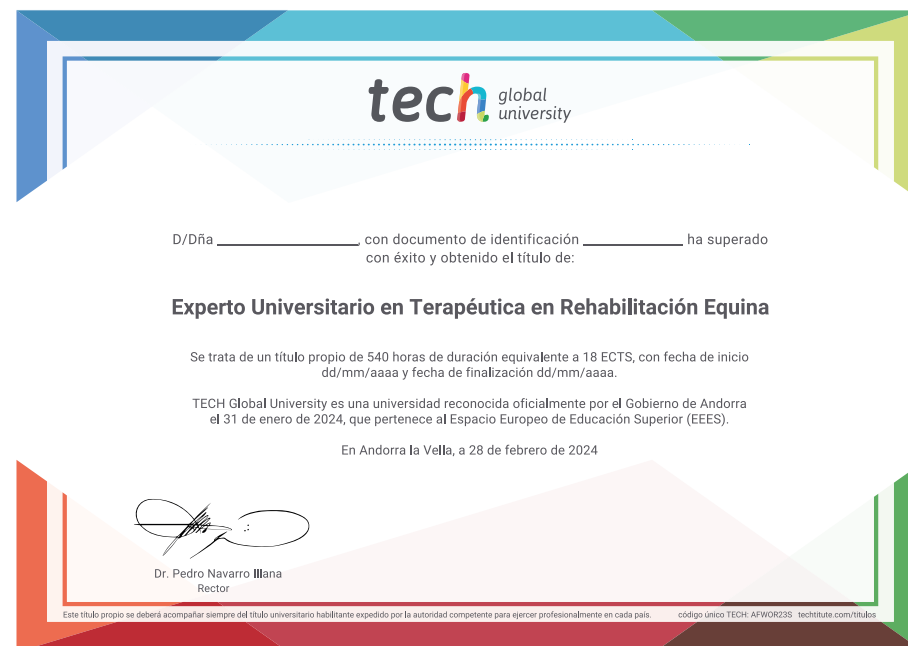 tech global university
D/Dña ____________________, con documento de identificación ______________ ha superado
con éxito y obtenido el título de:
Experto Universitario en Terapéutica en Rehabilitación Equina
Se trata de un título propio de 540 horas de duración equivalente a 18 ECTS, con fecha de inicio
dd/mm/aaaa y fecha de finalización dd/mm/aaaa.
TECH Global University es una universidad reconocida oficialmente por el Gobierno de Andorra
el 31 de enero de 2024, que pertenece al Espacio Europeo de Educación Superior (EEES).
En Andorra la Vella, a 28 de febrero de 2024
Dr. Pedro Navarro Illana
Rector
Este título propio se deberá acompañar siempre del título universitario habilitante expedido por la autoridad competente para ejercer profesionalmente en cada país. código único TECH: AFWOR23S techtitute.com/titulos